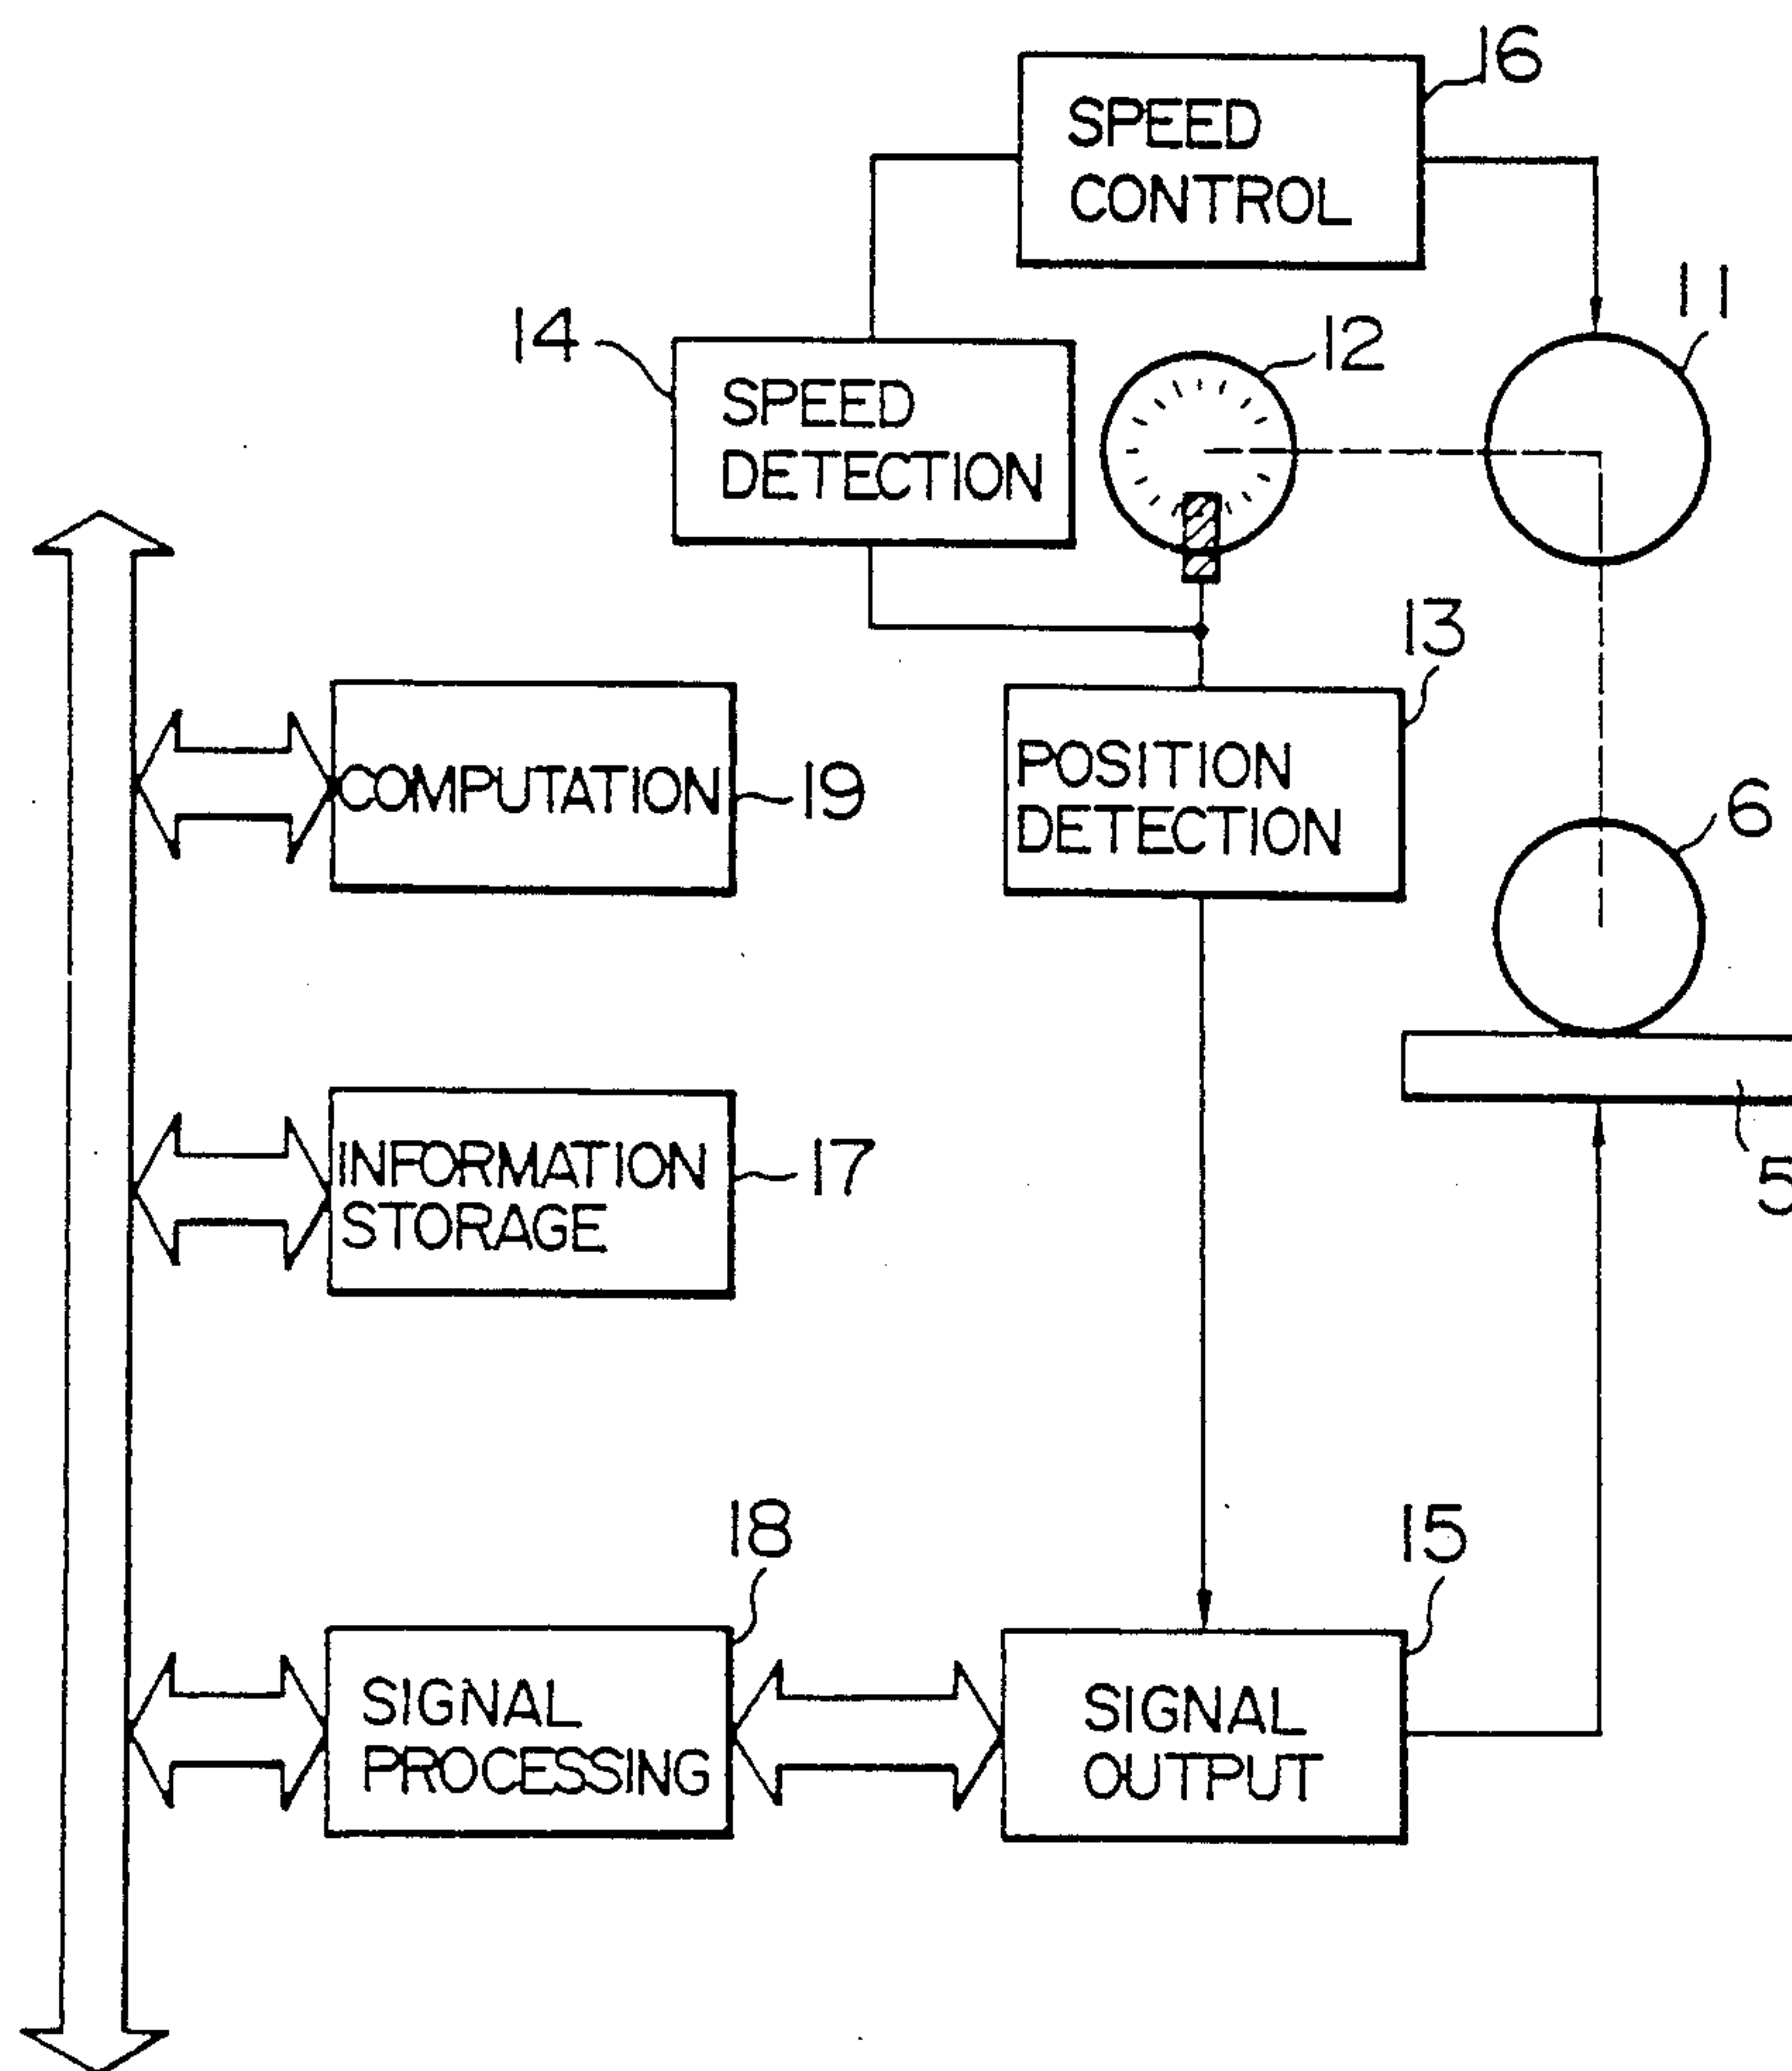 16
SPEED
CONTROL
11
14
12
SPEED
DETECTION
13
POSITION
DETECTION
COMPUTATION
19
6
INFORMATION
STORAGE
17
5
18
15
SIGNAL
PROCESSING
SIGNAL
OUTPUT